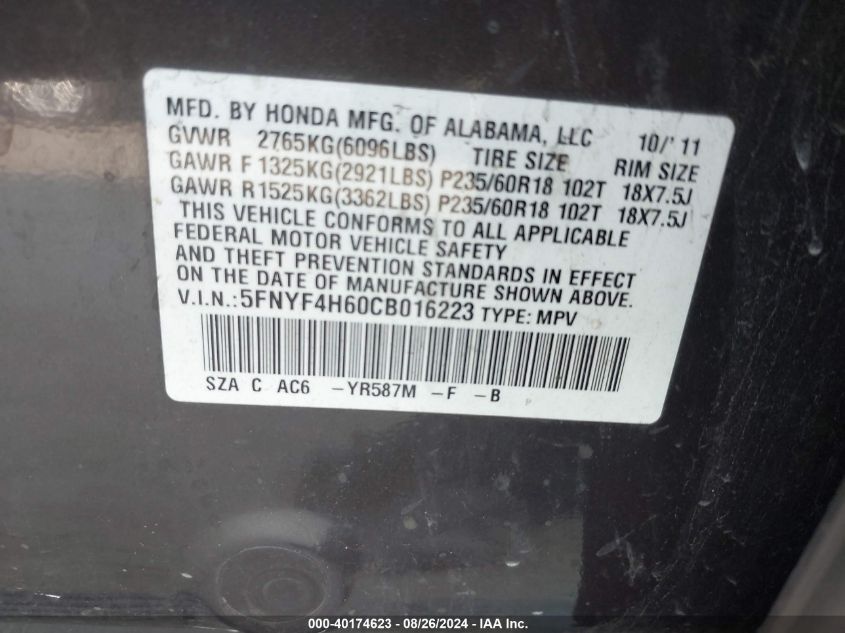 MFD. BY HONDA MFG. OF ALABAMA, LLC 10/'11
GVWR 2765KG(6096LBS) TIRE SIZE RIM SIZE
GAWR F 1325KG(2921LBS) P235/60R18 102T 18X7.5J
GAWR R 1525KG(3362LBS) P235/60R18 102T 18X7.5J
THIS VEHICLE CONFORMS TO ALL APPLICABLE
FEDERAL MOTOR VEHICLE SAFETY
AND THEFT PREVENTION STANDARDS IN EFFECT
ON THE DATE OF MANUFACTURE SHOWN ABOVE.
V.I.N.:5FNYF4H60CB016223 TYPE: MPV
SZA C AC6 -YR587M -F -B P
000-40174623 - 08/26/2024 - IAA Inc.